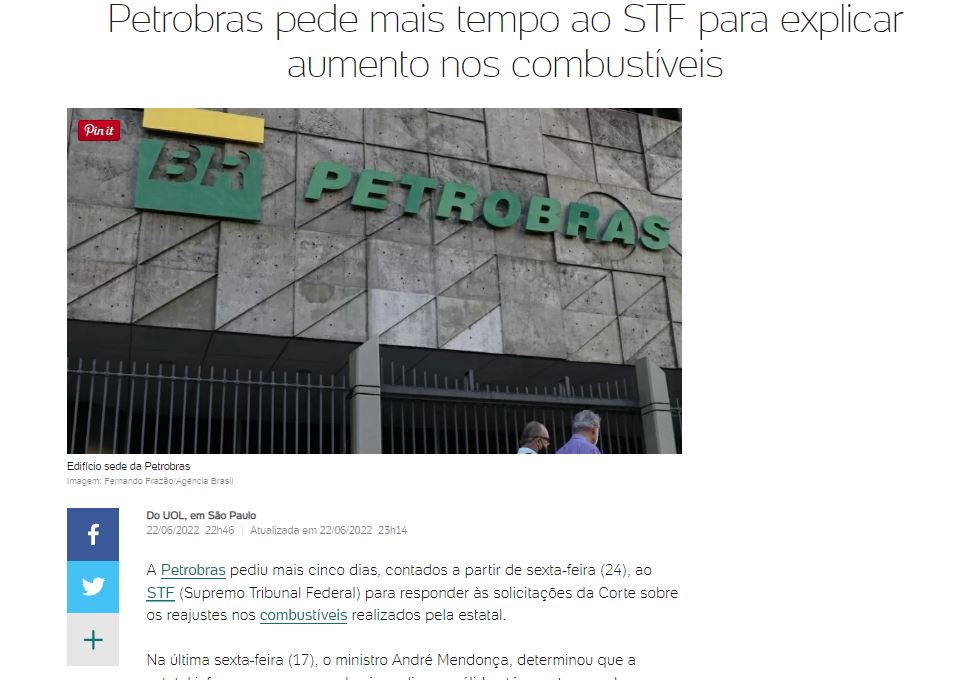 Petrobras pede mais tempo ao STF para explicar
aumento nos combustíveis
Pin it
BR PETROBRAS
Edifício sede da Petrobras
Imagem: Fernando Frazão/Agência Brasil
Do UOL, em São Paulo
22/06/2022 22h46 | Atualizada em 22/06/2022 23h14
A Petrobras pediu mais cinco dias, contados a partir de sexta-feira (24), ao
STF (Supremo Tribunal Federal) para responder às solicitações da Corte sobre
os reajustes nos combustíveis realizados pela estatal.
Na última sexta-feira (17), o ministro André Mendonça, determinou que a